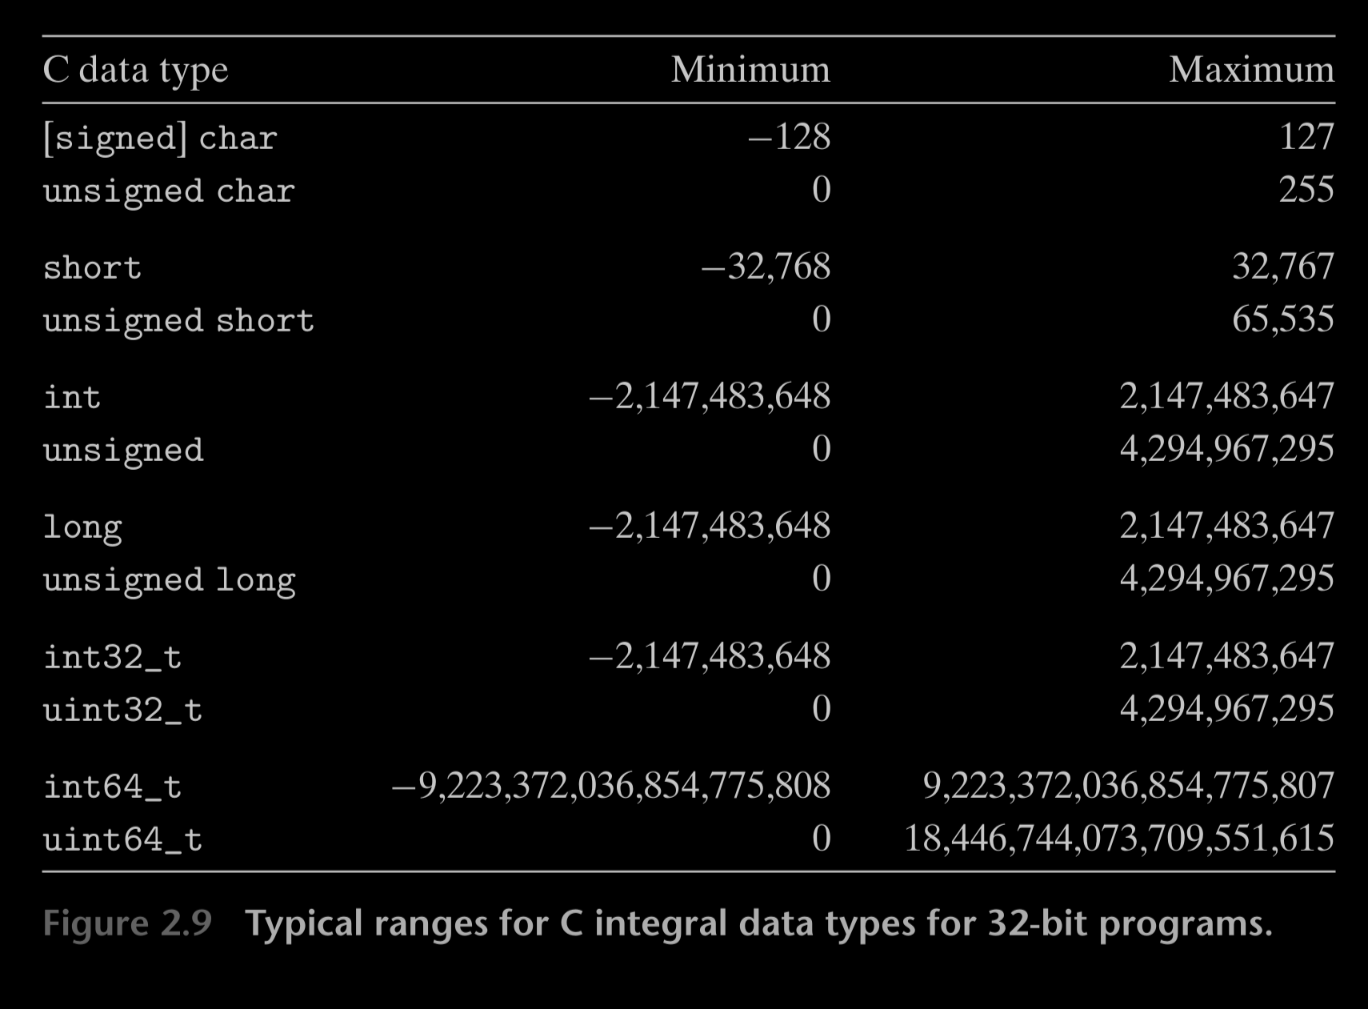 C data type Minimum Maximum
[signed] char −128 127
unsigned char 0 255
short −32,768 32,767
unsigned short 0 65,535
int −2,147,483,648 2,147,483,647
unsigned 0 4,294,967,295
long −2,147,483,648 2,147,483,647
unsigned long 0 4,294,967,295
int32_t −2,147,483,648 2,147,483,647
uint32_t 0 4,294,967,295
int64_t −9,223,372,036,854,775,808 9,223,372,036,854,775,807
uint64_t 0 18,446,744,073,709,551,615
Figure 2.9 Typical ranges for C integral data types for 32-bit programs.